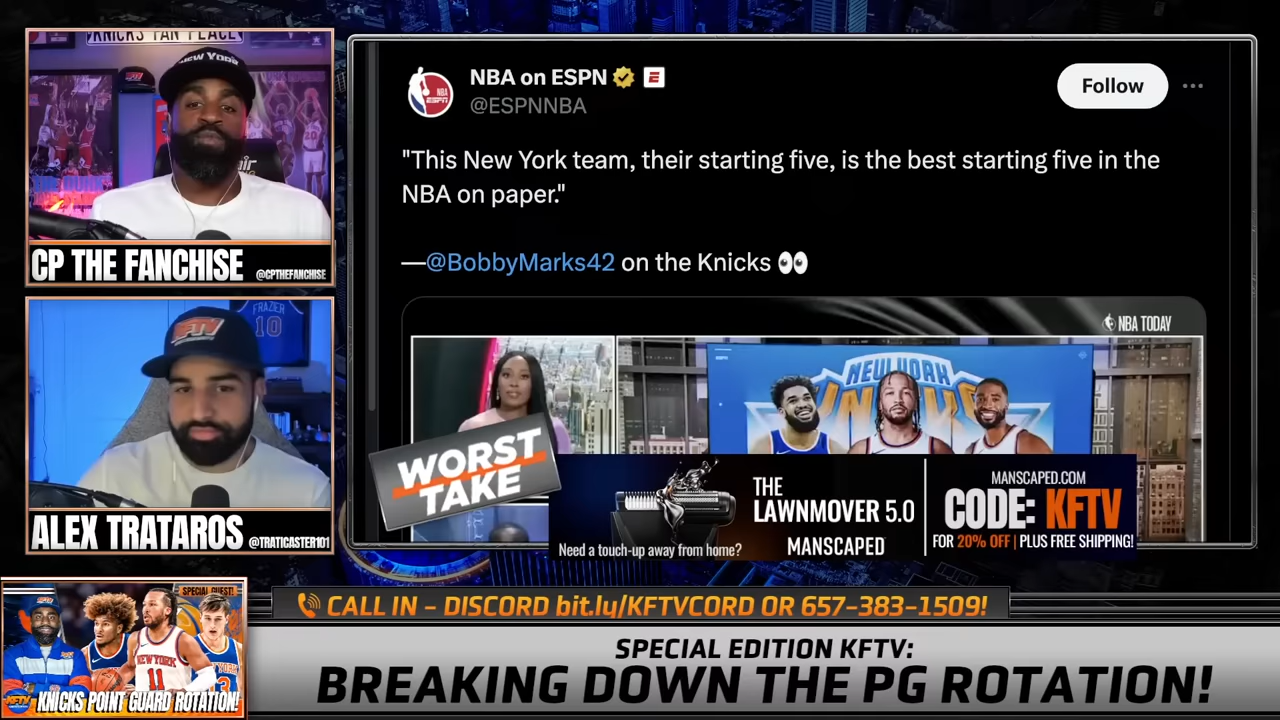 KNICKS FAN PLACE
NEW YORK
CP THE FANCHISE
@CPTHEFANCHISE
FRAZIER
10
KFTV
ALEX TRATAROS
@TRATICASTER101
NBA on ESPN
@ESPNNBA
Follow
"This New York team, their starting five, is the best starting five in the
NBA on paper."
—@BobbyMarks42 on the Knicks 👀
NBA TODAY
NEW YORK
KNICKS
WORST
TAKE
Need a touch-up away from home?
THE
LAWNMOVER 5.0
MANSCAPED
MANSCAPED.COM
CODE: KFTV
FOR 20% OFF | PLUS FREE SHIPPING!
CALL IN – DISCORD bit.ly/KFTVCORD OR 657-383-1509!
SPECIAL GUEST!
NEW YORK
11
3
KFTV
KNICKS POINT GUARD ROTATION!
SPECIAL EDITION KFTV:
BREAKING DOWN THE PG ROTATION!